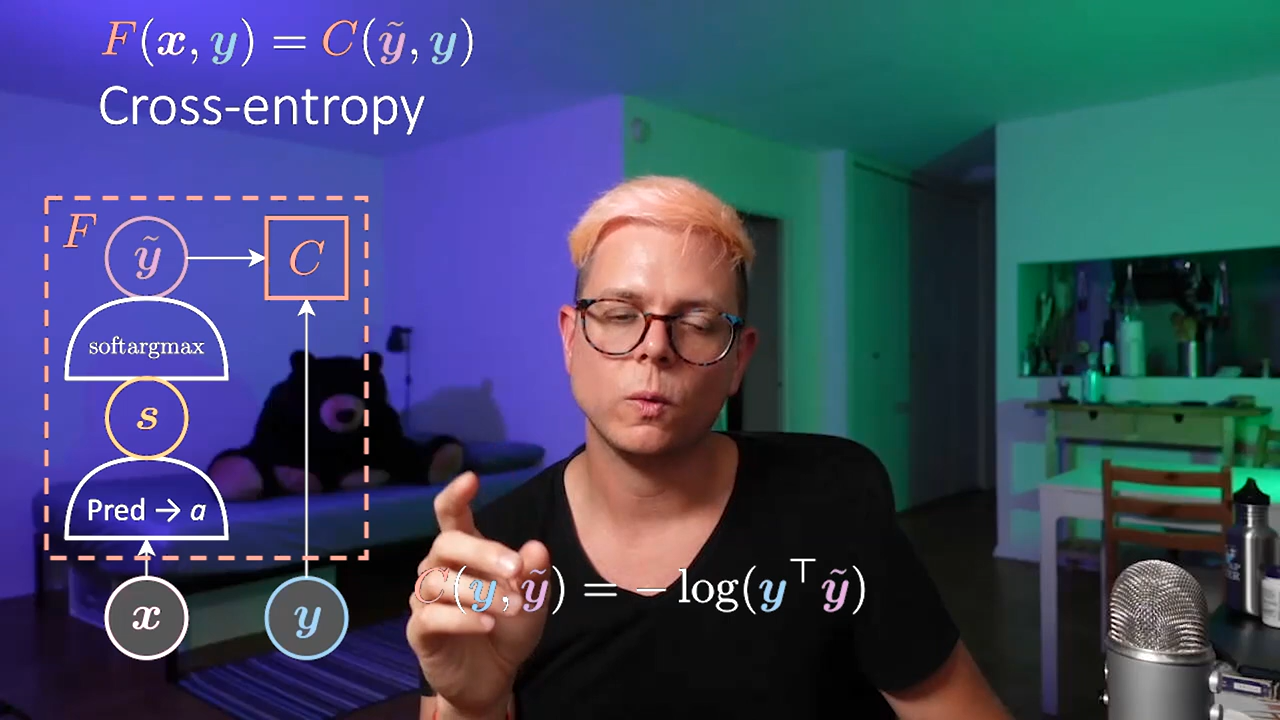 F(x, y) = C(ỹ, y)
Cross-entropy
F
ỹ
C
softargmax
s
Pred → a
x
y
C(y, ỹ) = − log(y⊤ỹ)